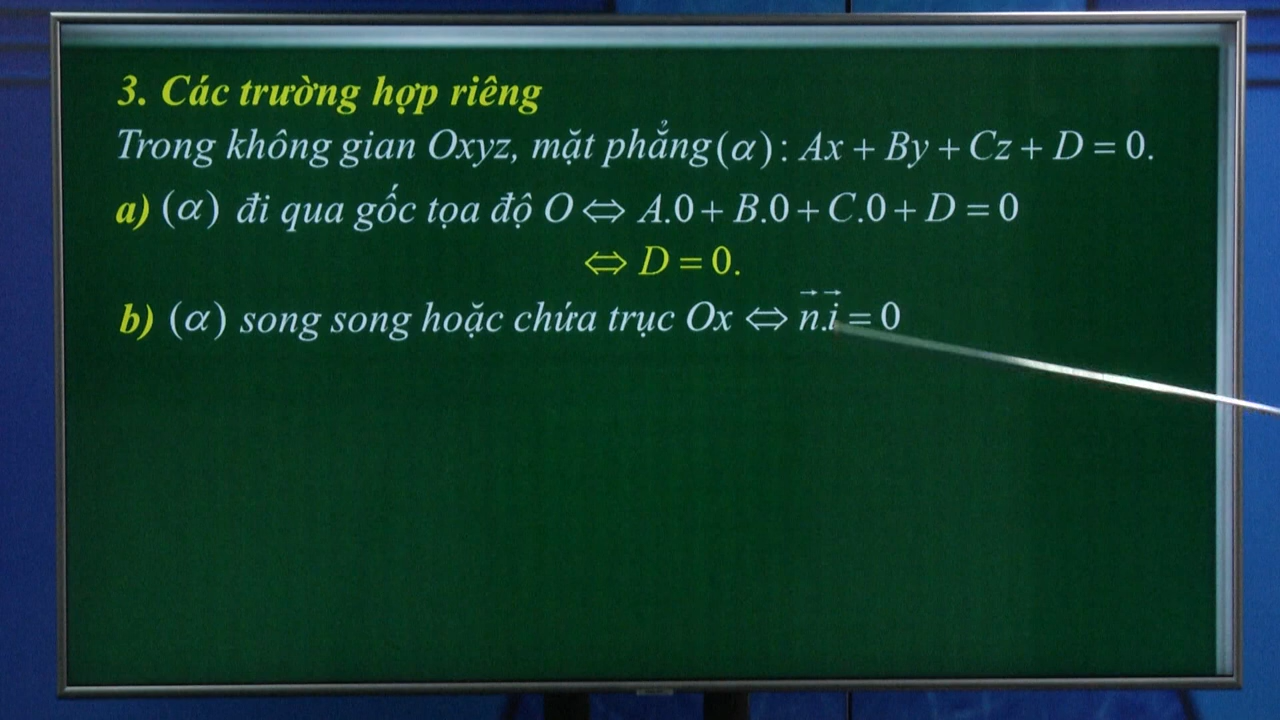 3. Các trường hợp riêng
Trong không gian Oxyz, mặt phẳng (α) : Ax + By + Cz + D = 0.
a) (α) đi qua gốc tọa độ O ⇔ A.0 + B.0 + C.0 + D = 0
⇔ D = 0.
b) (α) song song hoặc chứa trục Ox ⇔ n⃗.i⃗ = 0